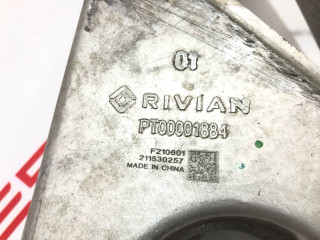 01
RIVIAN
PT00001884
F210601
211530257
MADE IN CHINA